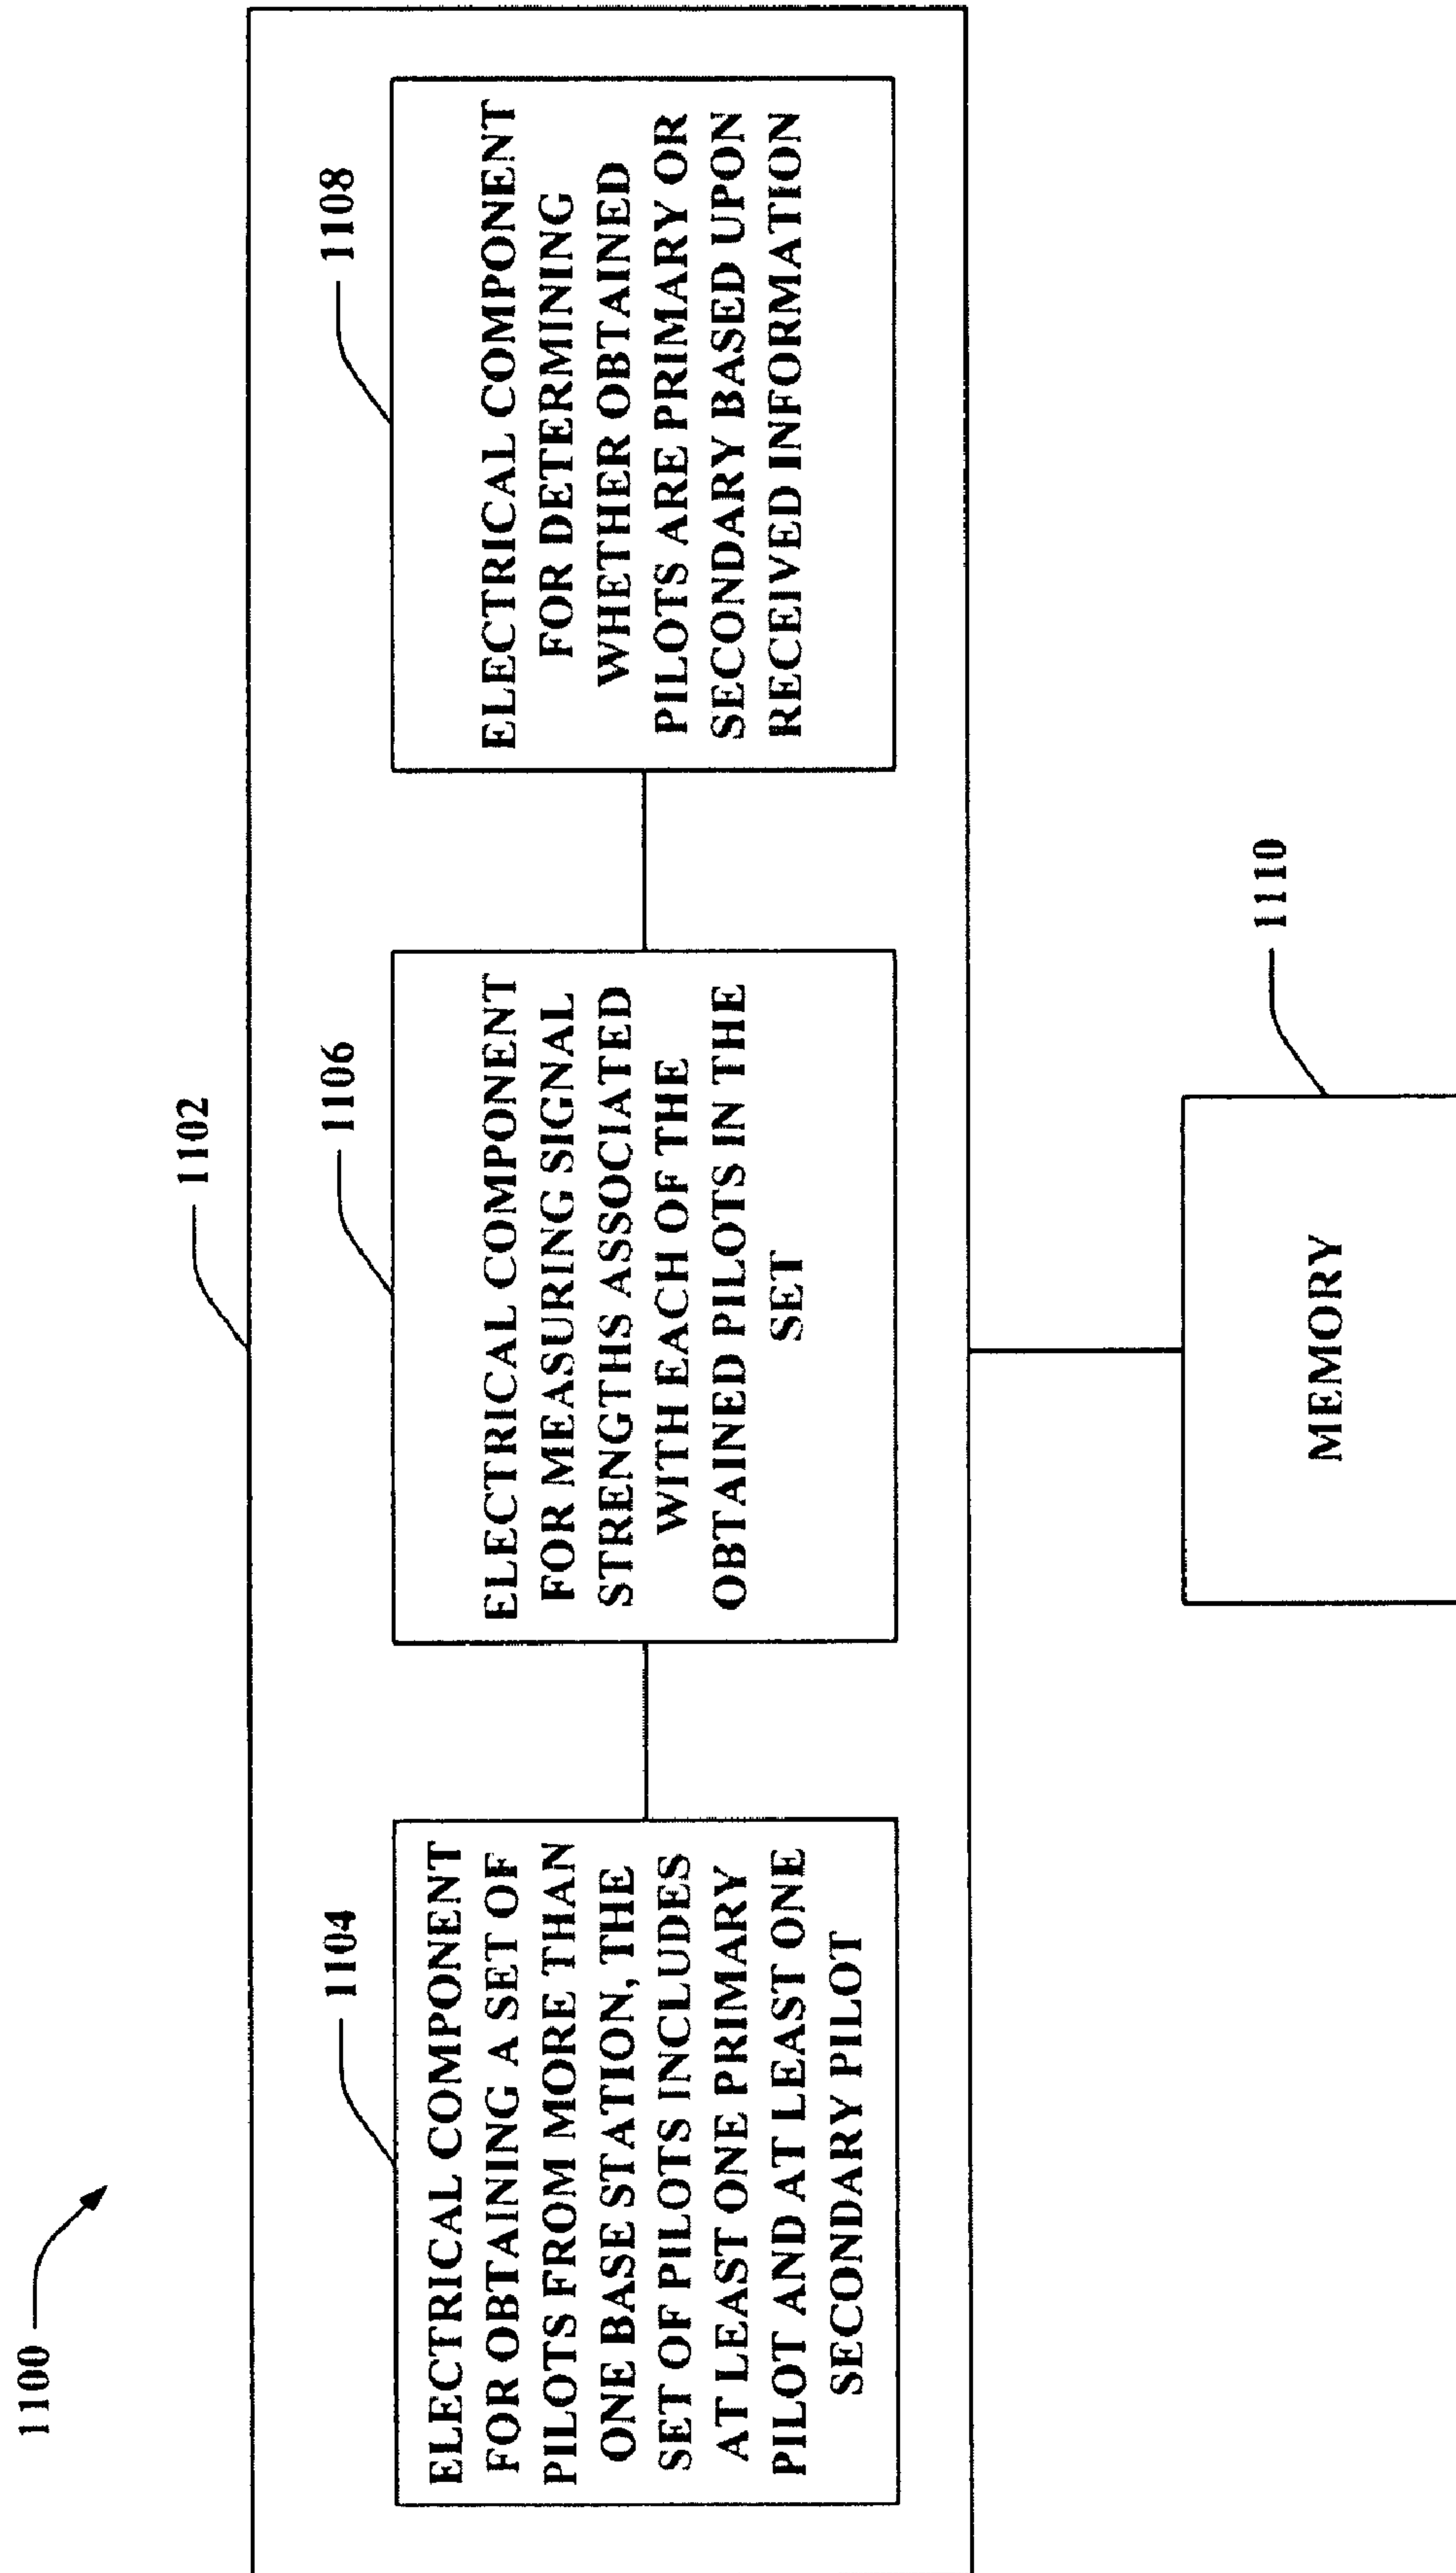 1100
1102
1104
ELECTRICAL COMPONENT
FOR OBTAINING A SET OF
PILOTS FROM MORE THAN
ONE BASE STATION, THE
SET OF PILOTS INCLUDES
AT LEAST ONE PRIMARY
PILOT AND AT LEAST ONE
SECONDARY PILOT
1106
ELECTRICAL COMPONENT
FOR MEASURING SIGNAL
STRENGTHS ASSOCIATED
WITH EACH OF THE
OBTAINED PILOTS IN THE
SET
1108
ELECTRICAL COMPONENT
FOR DETERMINING
WHETHER OBTAINED
PILOTS ARE PRIMARY OR
SECONDARY BASED UPON
RECEIVED INFORMATION
1110
MEMORY